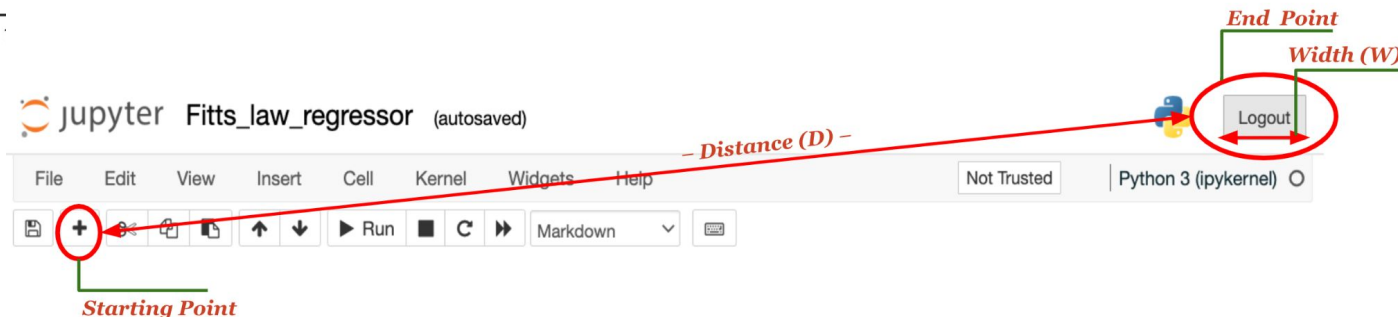 End Point
Width (W)
jupyter Fitts_law_regressor (autosaved)
Logout
– Distance (D) –
File Edit View Insert Cell Kernel Widgets Help
Not Trusted
Python 3 (ipykernel)
Run
Markdown
Starting Point